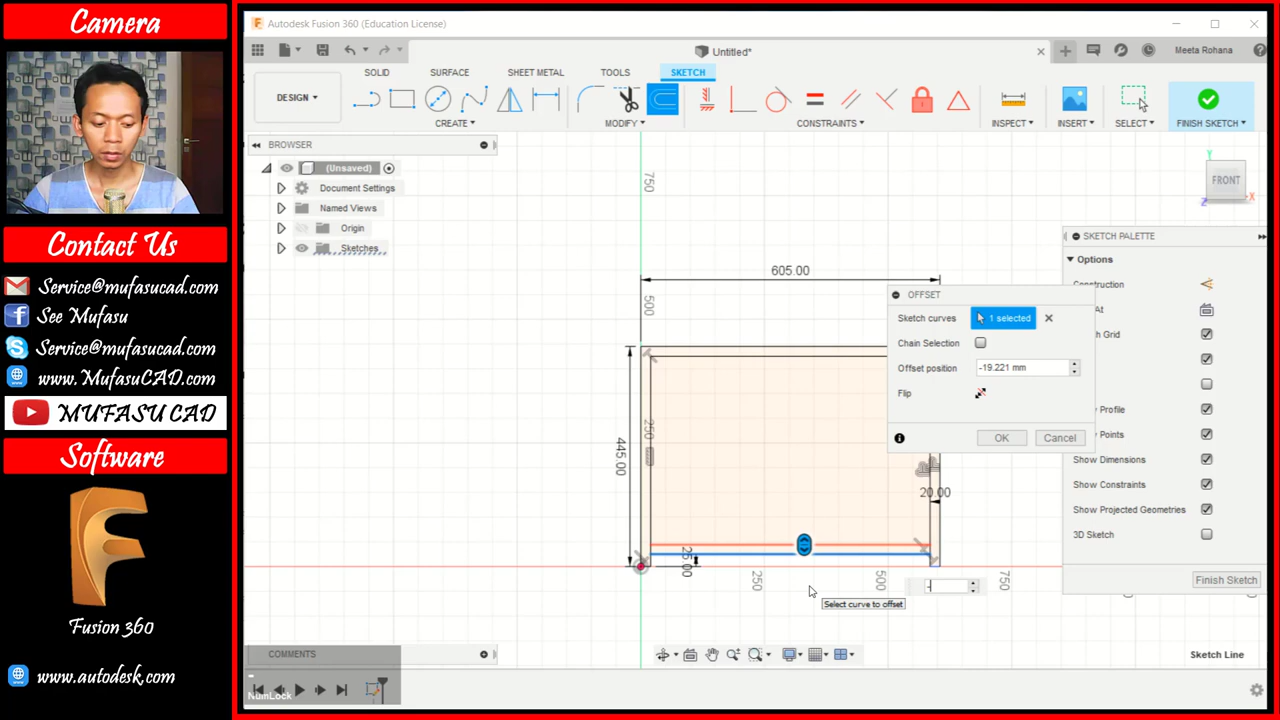 Camera
Contact Us
Service@mufasucad.com
See Mufasu
Service@mufasucad.com
www.MufasuCAD.com
MUFASU CAD
Software
Fusion 360
www.autodesk.com
Autodesk Fusion 360 (Education License)
Untitled*
Meeta Rohana
DESIGN
SOLID
SURFACE
SHEET METAL
TOOLS
SKETCH
CREATE
MODIFY
CONSTRAINTS
INSPECT
INSERT
SELECT
FINISH SKETCH
BROWSER
(Unsaved)
Document Settings
Named Views
Origin
Sketches
FRONT
Y
X
Z
SKETCH PALETTE
Options
Construction
At
h Grid
y Profile
y Points
Show Dimensions
Show Constraints
Show Projected Geometries
3D Sketch
Finish Sketch
OFFSET
Sketch curves
1 selected
Chain Selection
Offset position
-19.221 mm
Flip
OK
Cancel
750
500
250
605.00
445.00
20.00
25.00
250
500
750
-
Select curve to offset
COMMENTS
-
NumLock
Sketch Line